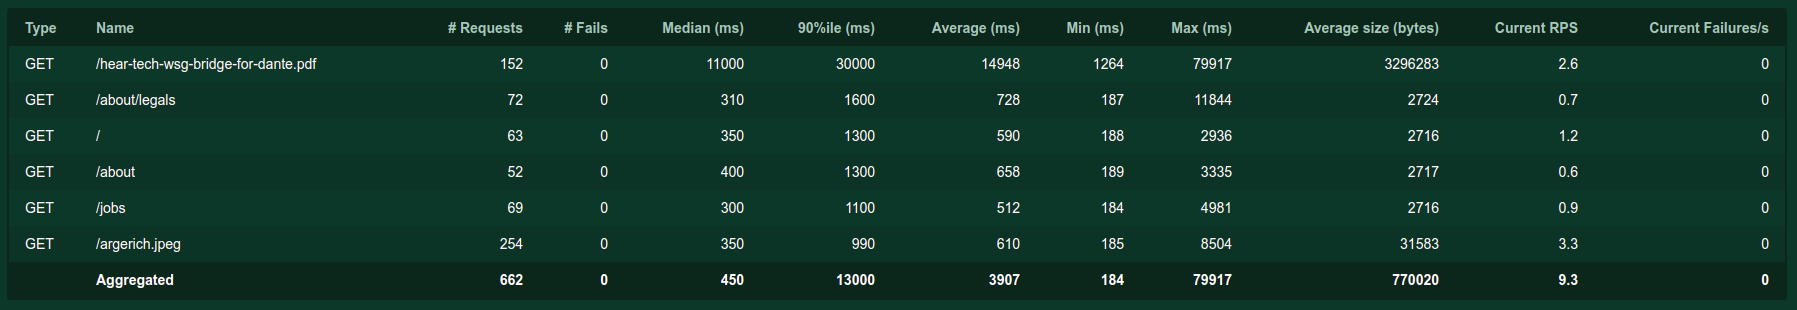 Type Name # Requests # Fails Median (ms) 90%ile (ms) Average (ms) Min (ms) Max (ms) Average size (bytes) Current RPS Current Failures/s
GET /hear-tech-wsg-bridge-for-dante.pdf 152 0 11000 30000 14948 1264 79917 3296283 2.6 0
GET /about/legals 72 0 310 1600 728 187 11844 2724 0.7 0
GET / 63 0 350 1300 590 188 2936 2716 1.2 0
GET /about 52 0 400 1300 658 189 3335 2717 0.6 0
GET /jobs 69 0 300 1100 512 184 4981 2716 0.9 0
GET /argerich.jpeg 254 0 350 990 610 185 8504 31583 3.3 0
Aggregated 662 0 450 13000 3907 184 79917 770020 9.3 0